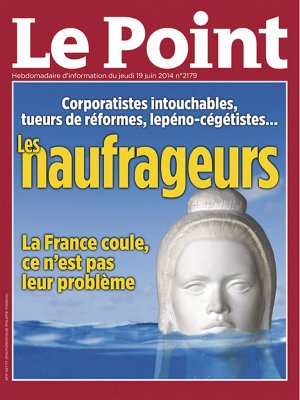 Le Point
Hebdomadaire d'information du jeudi 19 juin 2014 n°2179
Corporatistes intouchables,
tueurs de réformes, lepéno-cégétistes...
Les
naufrageurs
La France coule,
ce n'est pas
leur problème